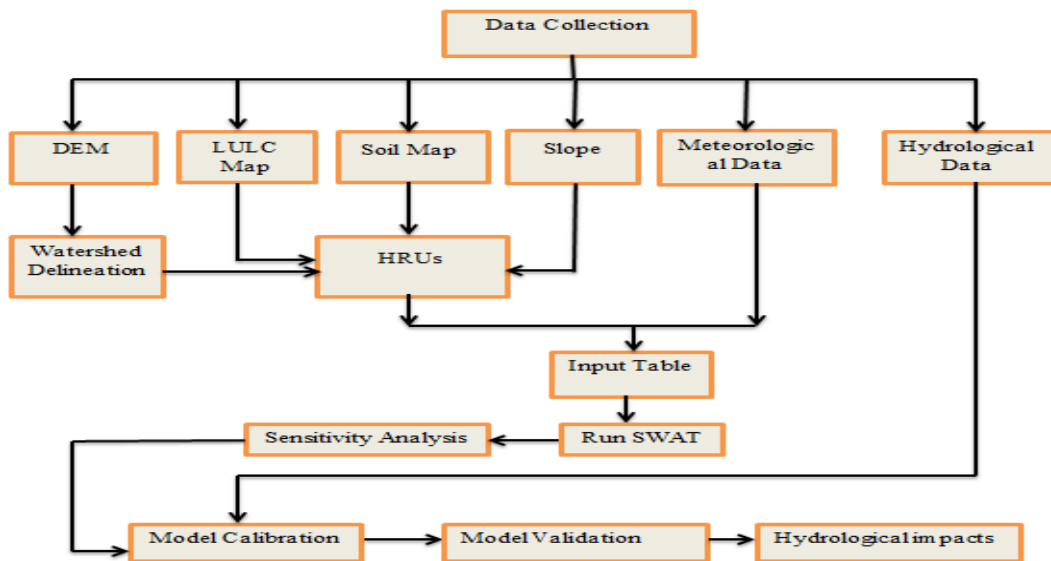 Data Collection
DEM
LULC
Map
Soil Map
Slope
Meteorologic
al Data
Hydrological
Data
Watershed
Delineation
HRUs
Input Table
Sensitivity Analysis
Run SWAT
Model Calibration
Model Validation
Hydrological impacts